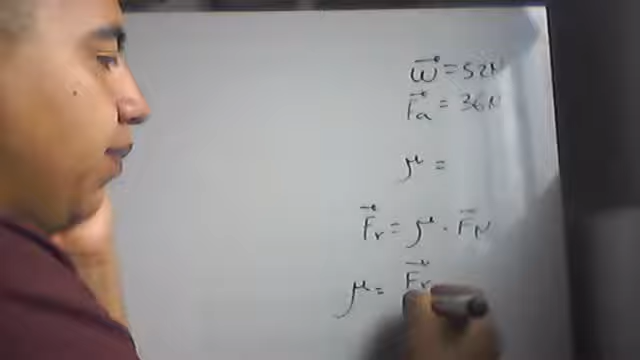 w⃗ = 52N
F⃗a = 36N
μ =
F⃗r = μ · F⃗N
μ = F⃗r